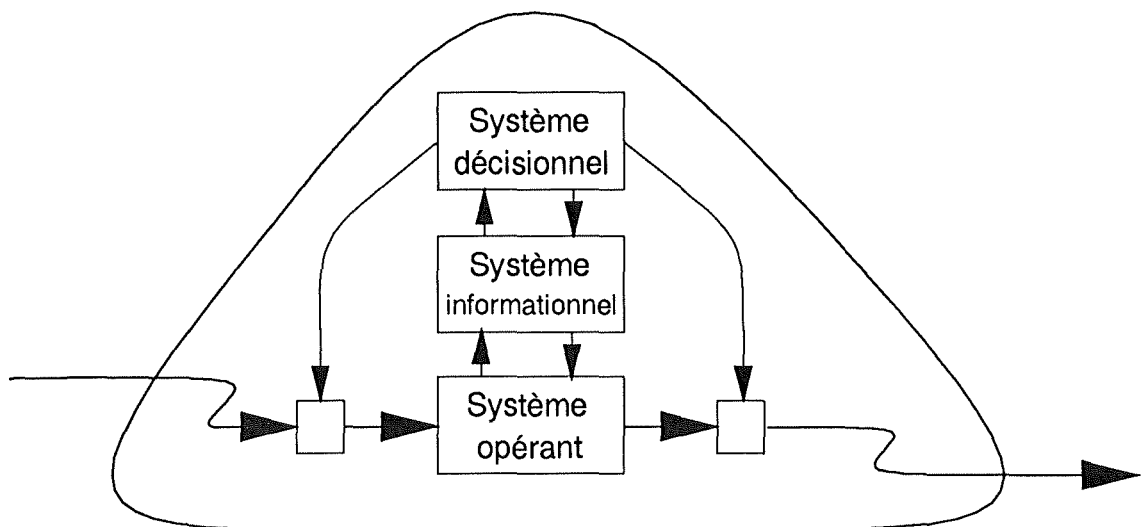 Système
décisionnel
Système
informationnel
Système
opérant